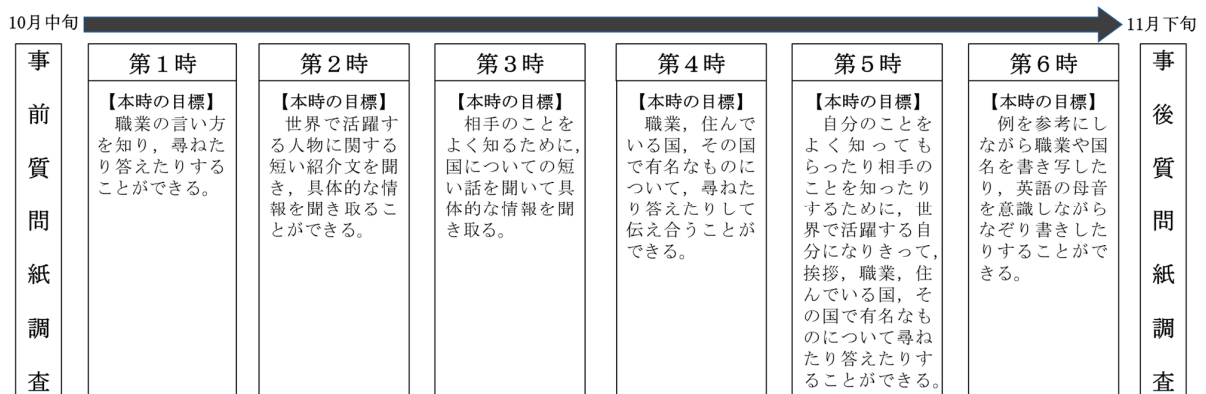 10月中旬
11月下旬
事前質問紙調査
第1時
【本時の目標】
　職業の言い方
を知り，尋ねた
り答えたりする
ことができる。
第2時
【本時の目標】
　世界で活躍す
る人物に関する
短い紹介文を聞
き，具体的な情
報を聞き取るこ
とができる。
第3時
【本時の目標】
　相手のことを
よく知るために，
国についての短
い話を聞いて具
体的な情報を聞
き取る。
第4時
【本時の目標】
　職業，住んで
いる国，その国
で有名なものに
ついて，尋ねた
り答えたりして
伝え合うことが
できる。
第5時
【本時の目標】
　自分のことを
よく知っても
らったり相手の
ことを知ったり
するために，世
界で活躍する自
分になりきって，
挨拶，職業，住
んでいる国，そ
の国で有名なも
のについて尋ね
たり答えたりす
ることができる。
第6時
【本時の目標】
　例を参考にし
ながら職業や国
名を書き写した
り，英語の母音
を意識しながら
なぞり書きした
りすることがで
きる。
事後質問紙調査